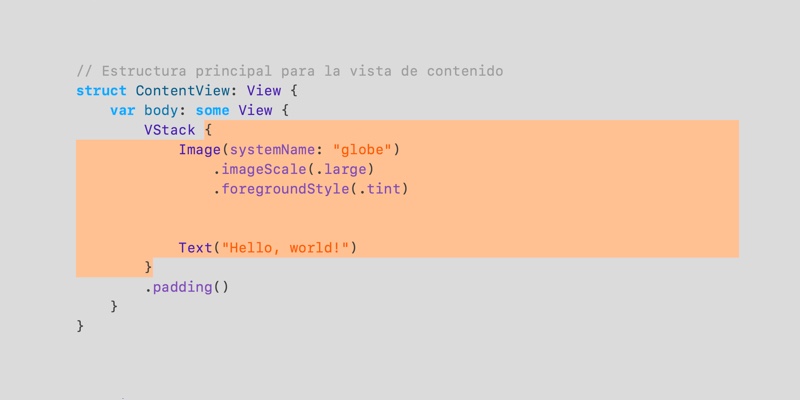 // Estructura principal para la vista de contenido
struct ContentView: View {
    var body: some View {
        VStack {
            Image(systemName: "globe")
                .imageScale(.large)
                .foregroundStyle(.tint)
            Text("Hello, world!")
        }
        .padding()
    }
}